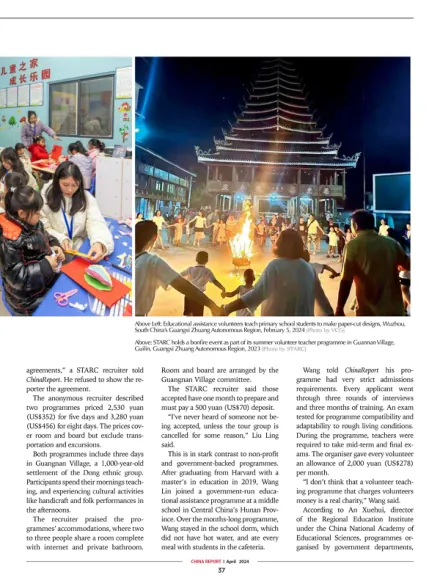 儿童之家
成长乐园
Above Left: Educational assistance volunteers teach primary school students to make paper-cut designs, Wuzhou,
South China's Guangxi Zhuang Autonomous Region, February 5, 2024 (Photo by VCG)
Above: STARC holds a bonfire event as part of its summer volunteer teacher programme in Guannan Village,
Guilin, Guangxi Zhuang Autonomous Region, 2023 (Photo by STARC)
agreements," a STARC recruiter told
ChinaReport. He refused to show the re-
porter the agreement.
The anonymous recruiter described
two programmes priced 2,530 yuan
(US$352) for five days and 3,280 yuan
(US$456) for eight days. The prices cov-
er room and board but exclude trans-
portation and excursions.
Both programmes include three days
in Guangnan Village, a 1,000-year-old
settlement of the Dong ethnic group.
Participants spend their mornings teach-
ing, and experiencing cultural activities
like handicraft and folk performances in
the afternoons.
The recruiter praised the pro-
grammes' accommodations, where two
to three people share a room complete
with internet and private bathroom.
Room and board are arranged by the
Guangnan Village committee.
The STARC recruiter said those
accepted have one month to prepare and
must pay a 500 yuan (US$70) deposit.
"I've never heard of someone not be-
ing accepted, unless the tour group is
cancelled for some reason," Liu Ling
said.
This is in stark contrast to non-profit
and government-backed programmes.
After graduating from Harvard with a
master's in education in 2019, Wang
Lin joined a government-run educa-
tional assistance programme at a middle
school in Central China's Hunan Prov-
ince. Over the months-long programme,
Wang stayed in the school dorm, which
did not have hot water, and ate every
meal with students in the cafeteria.
Wang told ChinaReport his pro-
gramme had very strict admissions
requirements. Every applicant went
through three rounds of interviews
and three months of training. An exam
tested for programme compatibility and
adaptability to rough living conditions.
During the programme, teachers were
required to take mid-term and final ex-
ams. The organiser gave every volunteer
an allowance of 2,000 yuan (US$278)
per month.
"I don't think that a volunteer teach-
ing programme that charges volunteers
money is a real charity," Wang said.
According to An Xuehui, director
of the Regional Education Institute
under the China National Academy of
Educational Sciences, programmes or-
ganised by government departments,
CHINA REPORT I April 2024
37